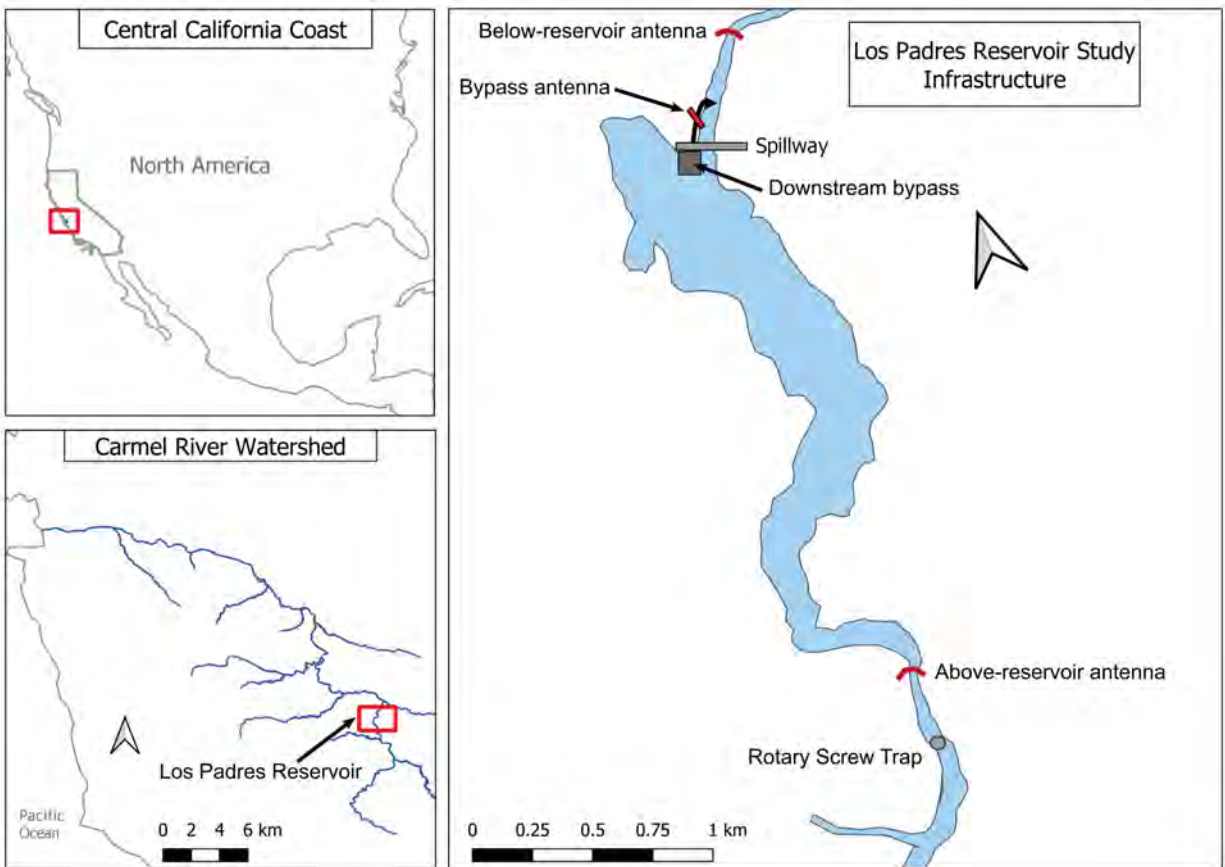 Central California Coast
North America
Carmel River Watershed
Los Padres Reservoir
Pacific
Ocean
0 2 4 6 km
Los Padres Reservoir Study
Infrastructure
Below-reservoir antenna
Bypass antenna
Spillway
Downstream bypass
Above-reservoir antenna
Rotary Screw Trap
0 0.25 0.5 0.75 1 km